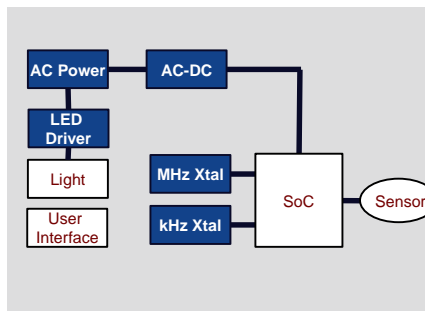 AC Power
AC-DC
LED
Driver
Light
MHz Xtal
SoC
Sensor
User
Interface
kHz Xtal